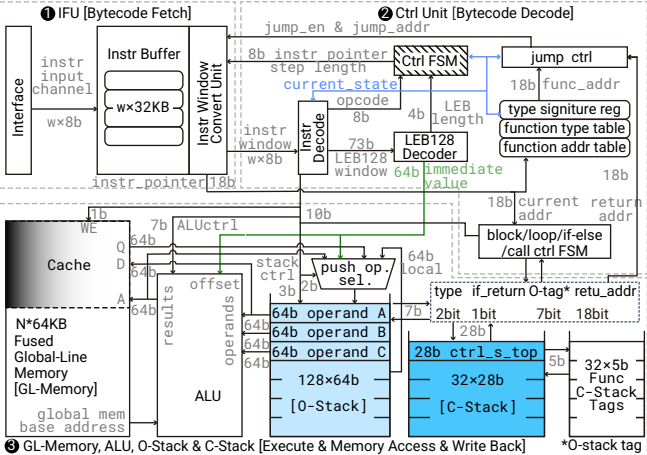 ❶ IFU [Bytecode Fetch]
❷ Ctrl Unit [Bytecode Decode]
jump_en & jump_addr
Interface
instr
input
channel
w×8b
Instr Buffer
w×32KB
Instr Window
Convert Unit
8b instr_pointer
step length
Ctrl FSM
jump ctrl
current_state
18b func_addr
opcode
8b
4b
LEB
length
type signiture reg
function type table
function addr table
instr
window
w×8b
Instr
Decode
73b
LEB128
window
LEB128
Decoder
64b immediate
value
instr_pointer 18b
18b
18b current
addr
return
addr
1b
WE
7b ALUctrl
10b
block/loop/if-else
/call ctrl FSM
Cache
Q 64b
D 64b
A 64b
offset
results
operands
ALU
stack
ctrl
3b
2b
push op.
sel.
64b
local
type if_return O-tag* retu_addr
2bit 1bit 7bit 18bit
7b
28b
64b
64b
64b
64b operand A
64b operand B
64b operand C
128×64b
[O-Stack]
28b ctrl_s_top
32×28b
[C-Stack]
5b
32×5b
Func
C-Stack
Tags
N*64KB
Fused
Global-Line
Memory
[GL-Memory]
global mem
base address
❸ GL-Memory, ALU, O-Stack & C-Stack [Execute & Memory Access & Write Back]
*O-stack tag